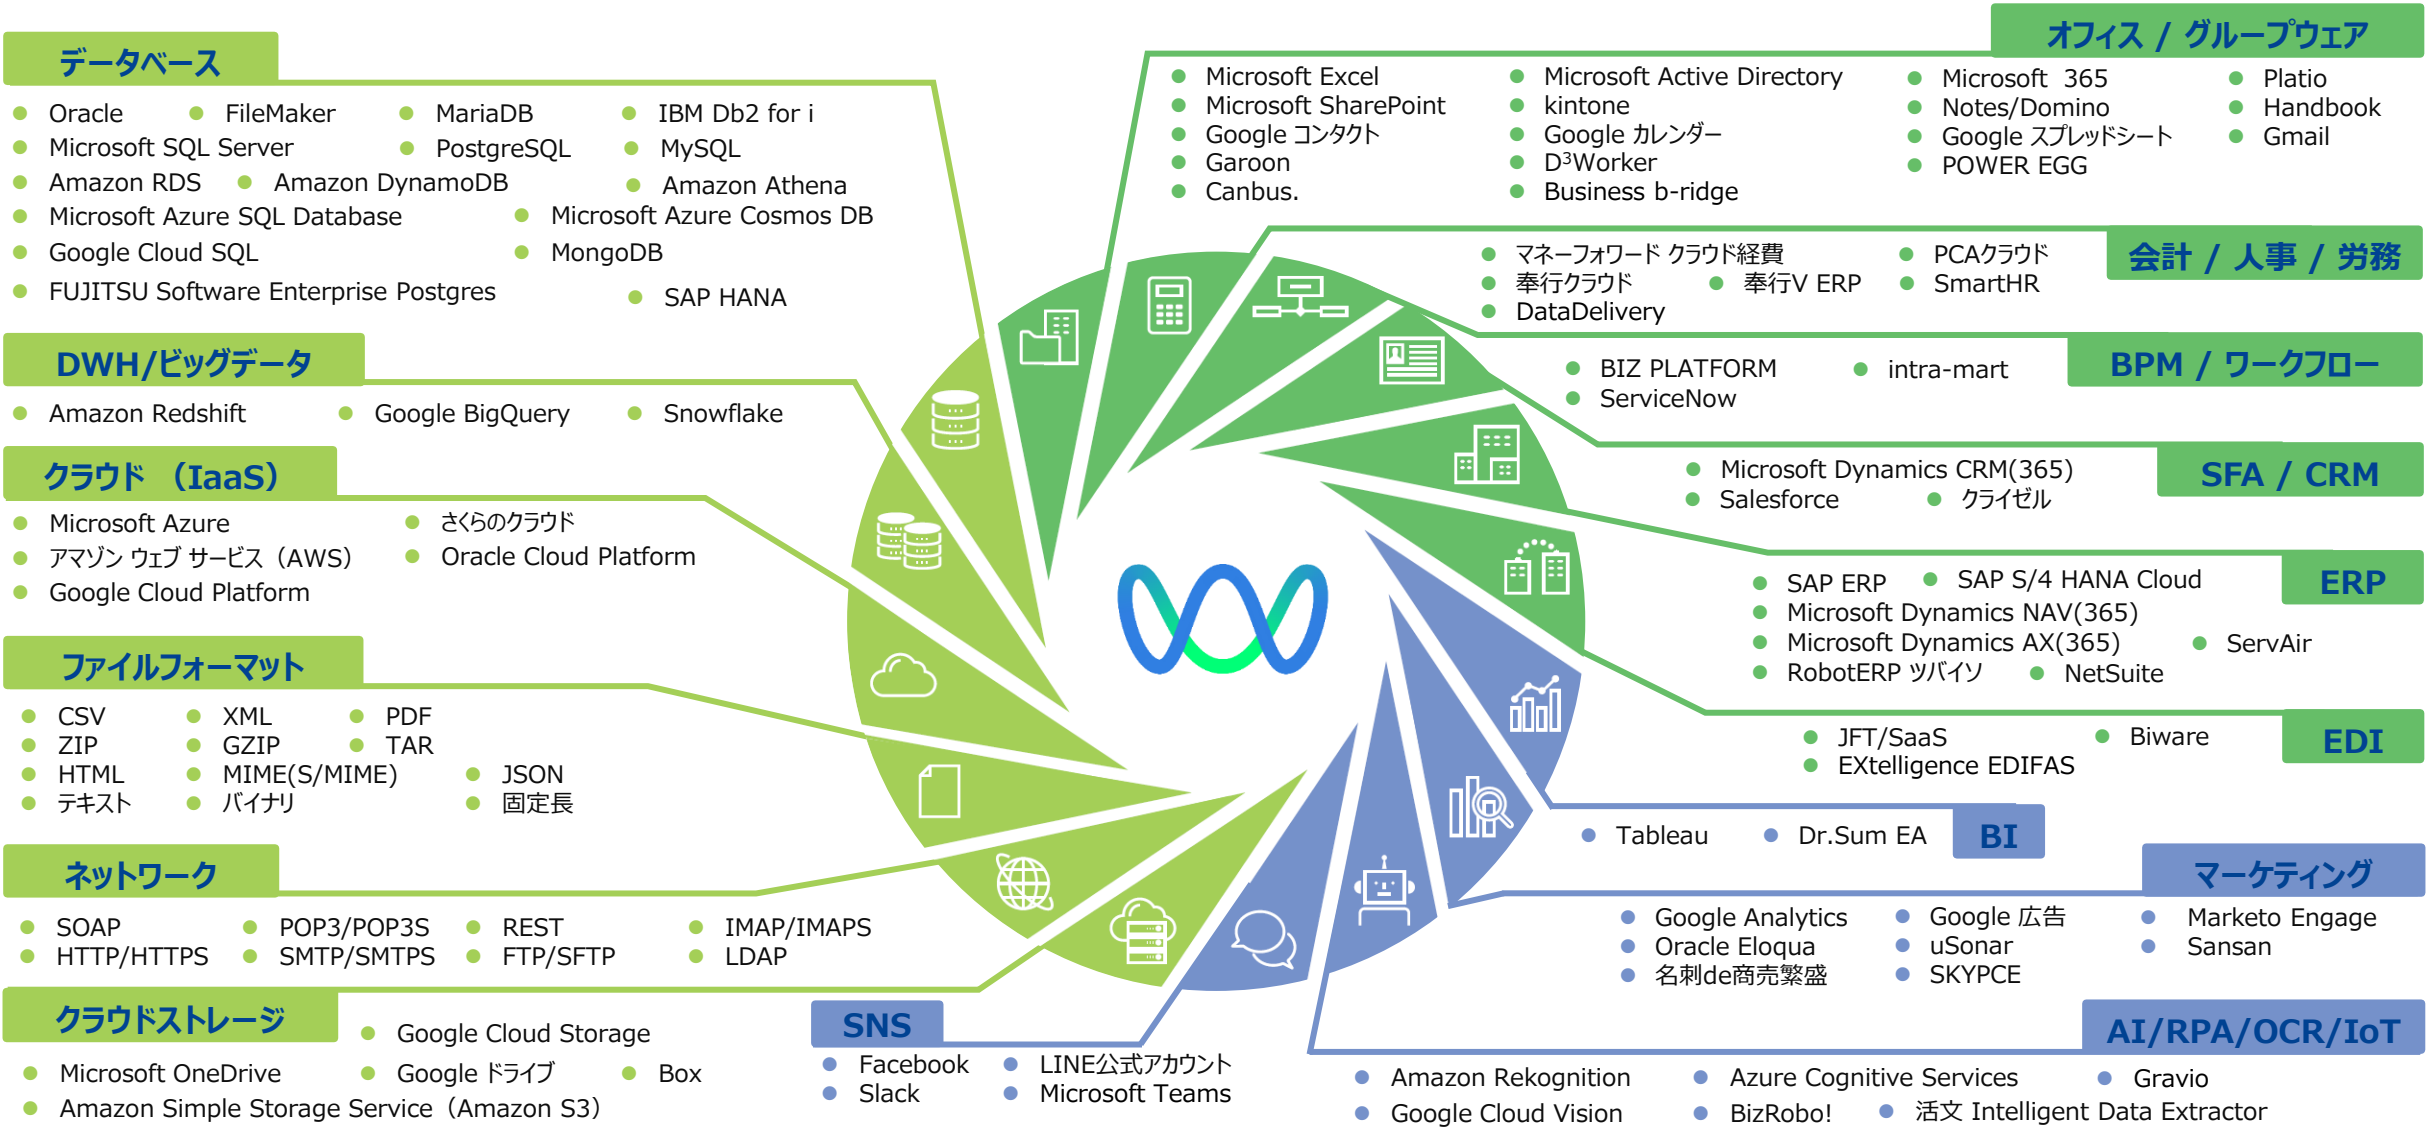 データベース
Oracle FileMaker MariaDB IBM Db2 for i
Microsoft SQL Server PostgreSQL MySQL
Amazon RDS Amazon DynamoDB Amazon Athena
Microsoft Azure SQL Database Microsoft Azure Cosmos DB
Google Cloud SQL MongoDB
FUJITSU Software Enterprise Postgres SAP HANA
DWH/ビッグデータ
Amazon Redshift Google BigQuery Snowflake
クラウド （IaaS）
Microsoft Azure さくらのクラウド
アマゾン ウェブ サービス（AWS） Oracle Cloud Platform
Google Cloud Platform
ファイルフォーマット
CSV XML PDF
ZIP GZIP TAR
HTML MIME(S/MIME) JSON
テキスト バイナリ 固定長
ネットワーク
SOAP POP3/POP3S REST IMAP/IMAPS
HTTP/HTTPS SMTP/SMTPS FTP/SFTP LDAP
クラウドストレージ
Google Cloud Storage
Microsoft OneDrive Google ドライブ Box
Amazon Simple Storage Service（Amazon S3）
オフィス / グループウェア
Microsoft Excel Microsoft Active Directory Microsoft 365 Platio
Microsoft SharePoint kintone Notes/Domino Handbook
Google コンタクト Google カレンダー Google スプレッドシート Gmail
Garoon D³Worker POWER EGG
Canbus. Business b-ridge
会計 / 人事 / 労務
マネーフォワード クラウド経費 PCAクラウド
奉行クラウド 奉行V ERP SmartHR
DataDelivery
BPM / ワークフロー
BIZ PLATFORM intra-mart
ServiceNow
SFA / CRM
Microsoft Dynamics CRM(365)
Salesforce クライゼル
ERP
SAP ERP SAP S/4 HANA Cloud
Microsoft Dynamics NAV(365)
Microsoft Dynamics AX(365) ServAir
RobotERP ツバイソ NetSuite
EDI
JFT/SaaS Biware
EXtelligence EDIFAS
BI
Tableau Dr.Sum EA
マーケティング
Google Analytics Google 広告 Marketo Engage
Oracle Eloqua uSonar Sansan
名刺de商売繁盛 SKYPCE
SNS
Facebook LINE公式アカウント
Slack Microsoft Teams
AI/RPA/OCR/IoT
Amazon Rekognition Azure Cognitive Services Gravio
Google Cloud Vision BizRobo! 活文 Intelligent Data Extractor